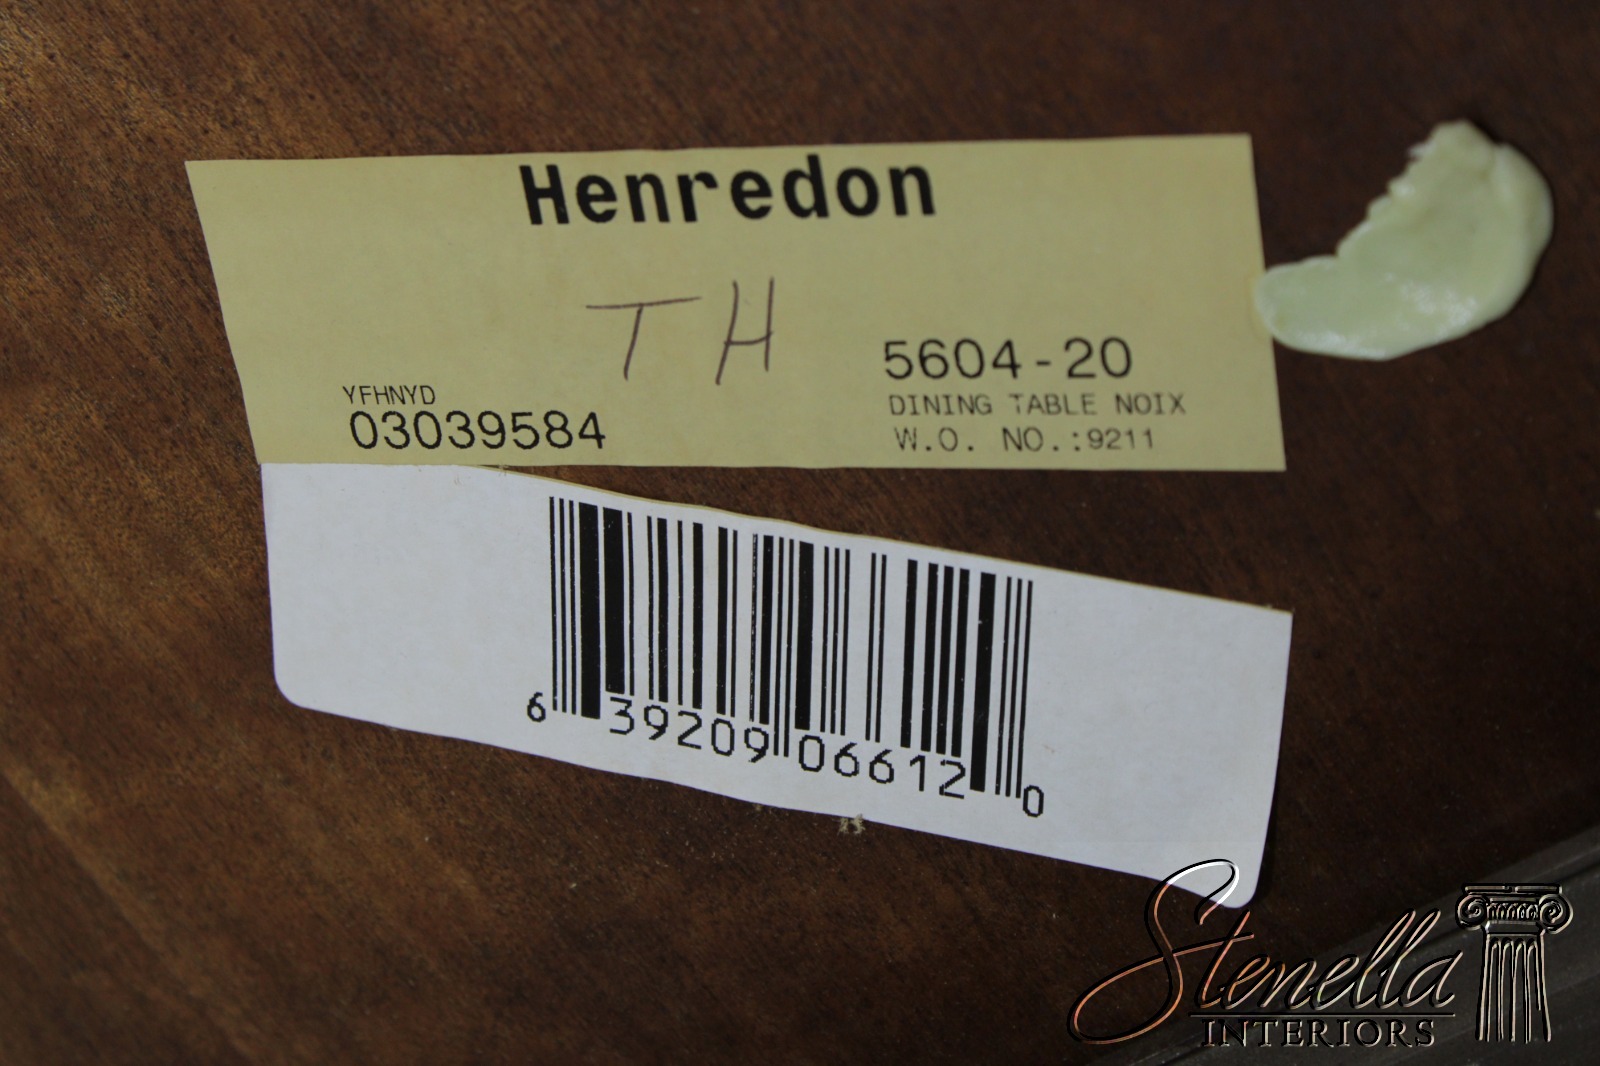 Henredon
TH
5604-20
YFHNYD
DINING TABLE NOIX
03039584
W.O. NO.:9211
6 39209 06612 0
Stenella
INTERIORS